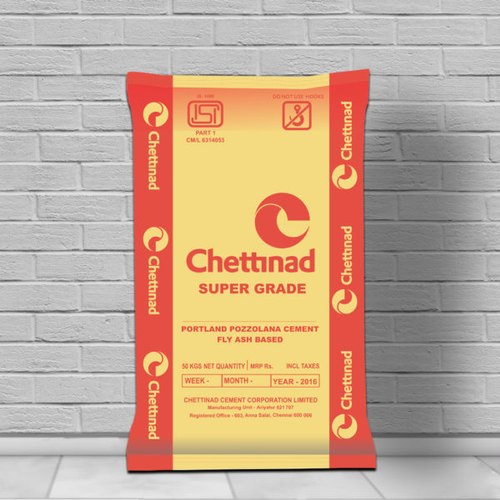 IS 1489
DO NOT USE HOOKS
ISI
PART 1
CM/L 6314053
Chettinad
Chettinad
Chettinad
Chettinad
Chettinad
Chettinad
Chettinad
SUPER GRADE
PORTLAND POZZOLANA CEMENT
FLY ASH BASED
50 KGS NET QUANTITY MRP Rs. INCL TAXES
WEEK - MONTH - YEAR - 2016
CHETTINAD CEMENT CORPORATION LIMITED
Manufacturing Unit - Ariyalur 621 707
Registered Office - 603, Anna Salai, Chennai 600 006